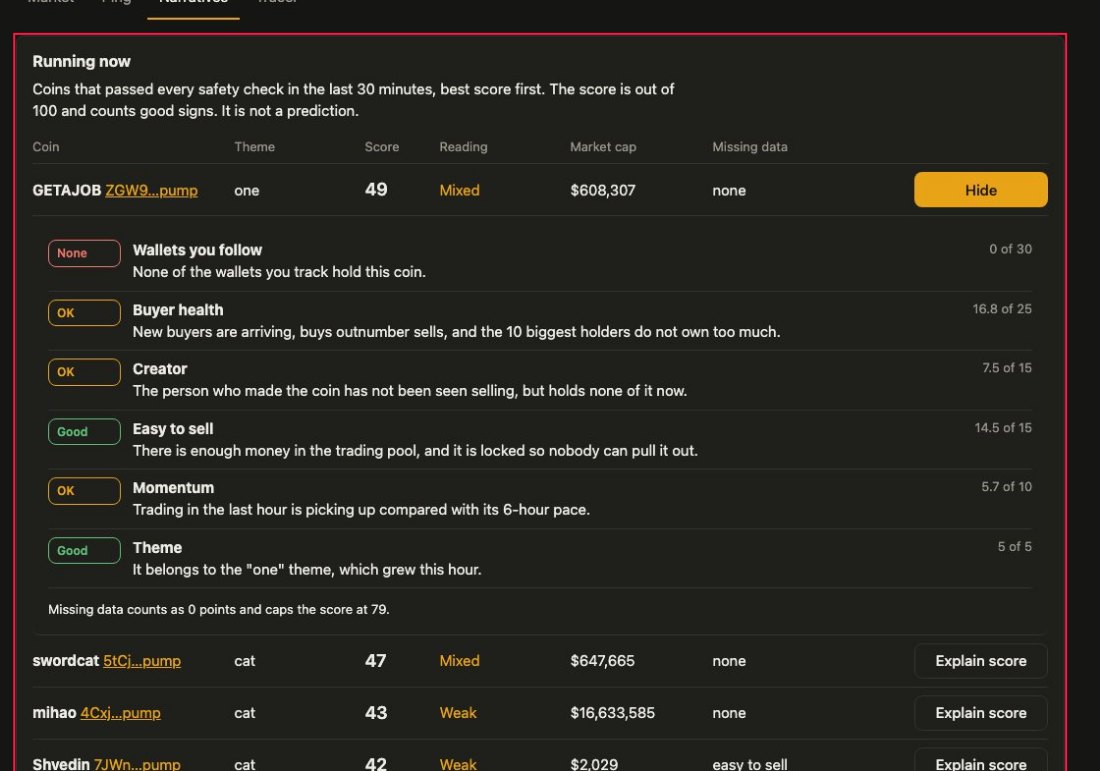 Market Ping Narratives Tracer
Running now
Coins that passed every safety check in the last 30 minutes, best score first. The score is out of
100 and counts good signs. It is not a prediction.
Coin Theme Score Reading Market cap Missing data
GETAJOB ZGW9...pump one 49 Mixed $608,307 none Hide
None Wallets you follow 0 of 30
None of the wallets you track hold this coin.
OK Buyer health 16.8 of 25
New buyers are arriving, buys outnumber sells, and the 10 biggest holders do not own too much.
OK Creator 7.5 of 15
The person who made the coin has not been seen selling, but holds none of it now.
Good Easy to sell 14.5 of 15
There is enough money in the trading pool, and it is locked so nobody can pull it out.
OK Momentum 5.7 of 10
Trading in the last hour is picking up compared with its 6-hour pace.
Good Theme 5 of 5
It belongs to the "one" theme, which grew this hour.
Missing data counts as 0 points and caps the score at 79.
swordcat 5tCj...pump cat 47 Mixed $647,665 none Explain score
mihao 4Cxj...pump cat 43 Weak $16,633,585 none Explain score
Shvedin 7JWn...pump cat 42 Weak $2,029 easy to sell Explain score